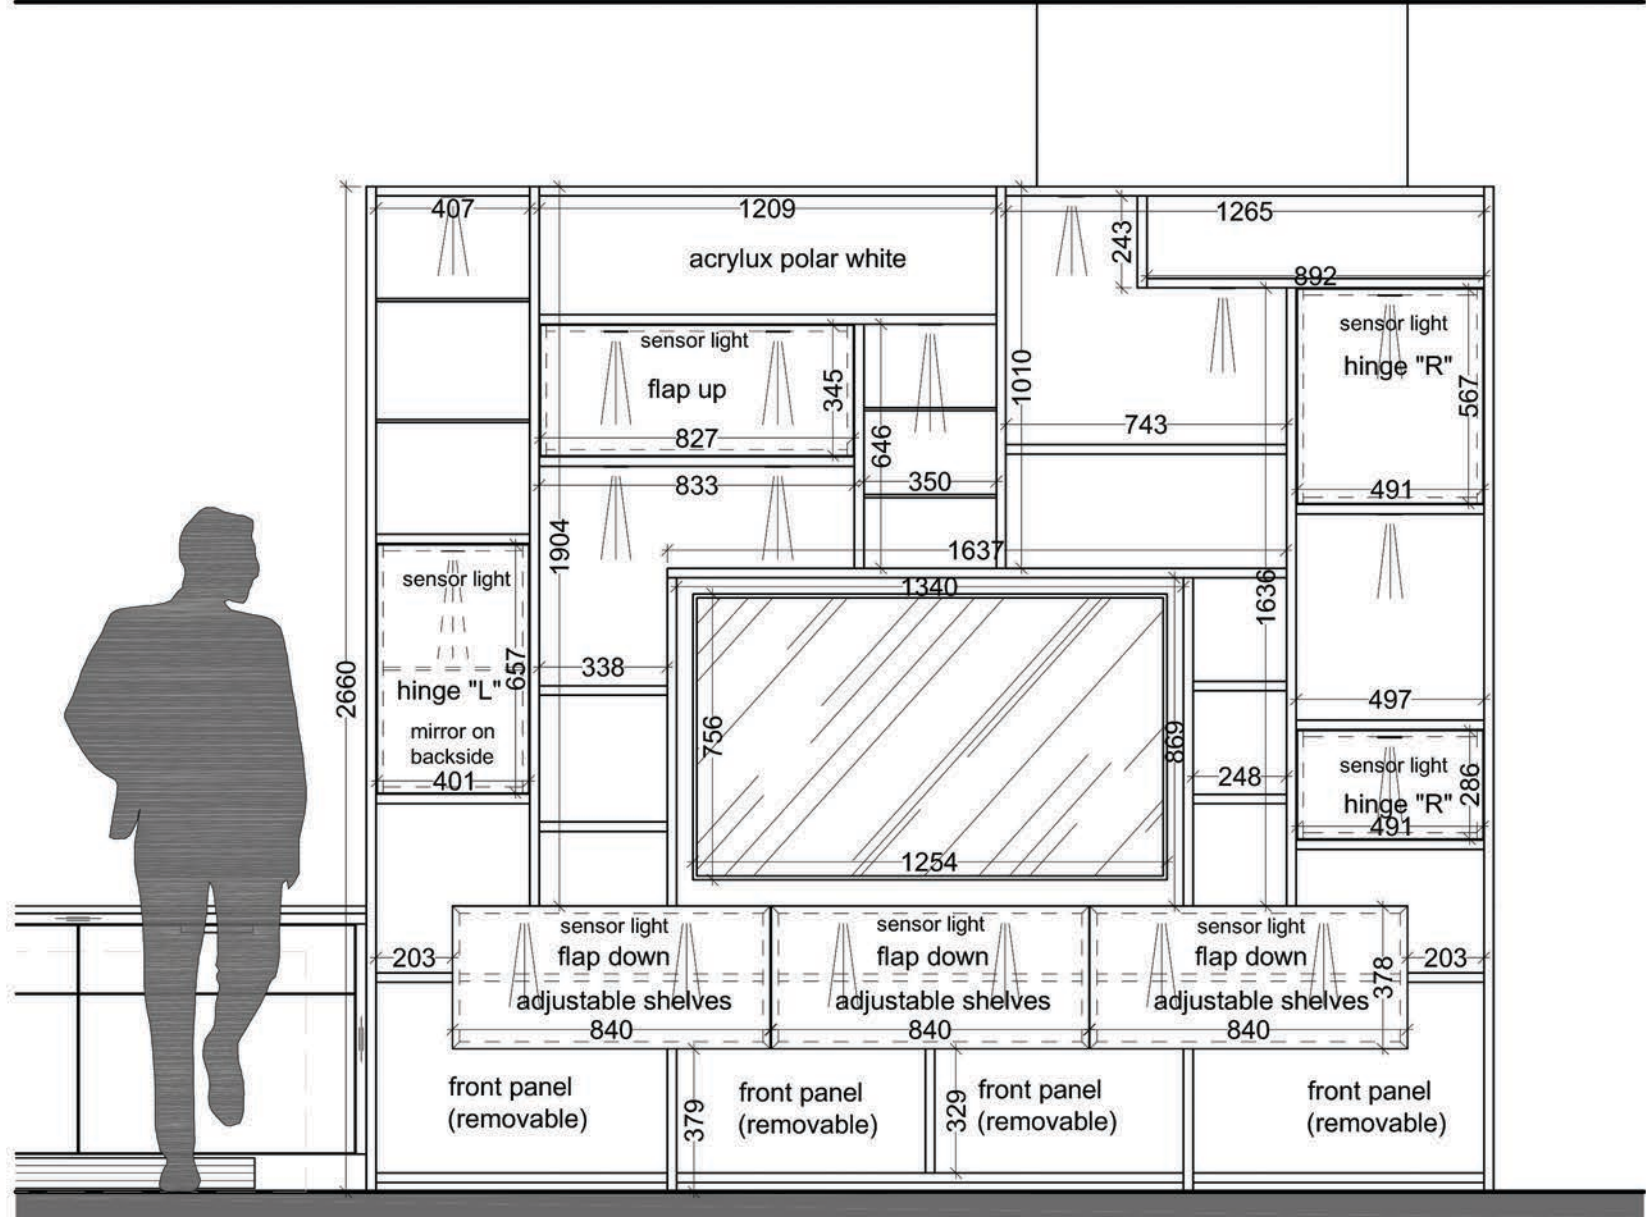 407
1209
1265
243
acrylux polar white
892
sensor light
sensor light
flap up
345
1010
hinge "R"
567
827
646
743
833
350
491
1904
1637
1340
1636
sensor light
657
338
hinge "L"
2660
756
869
497
mirror on
backside
401
248
sensor light
286
hinge "R"
491
1254
sensor light
flap down
sensor light
flap down
sensor light
flap down
203
203
378
adjustable shelves
adjustable shelves
adjustable shelves
840
840
840
front panel
(removable)
379
front panel
(removable)
329
front panel
(removable)
front panel
(removable)